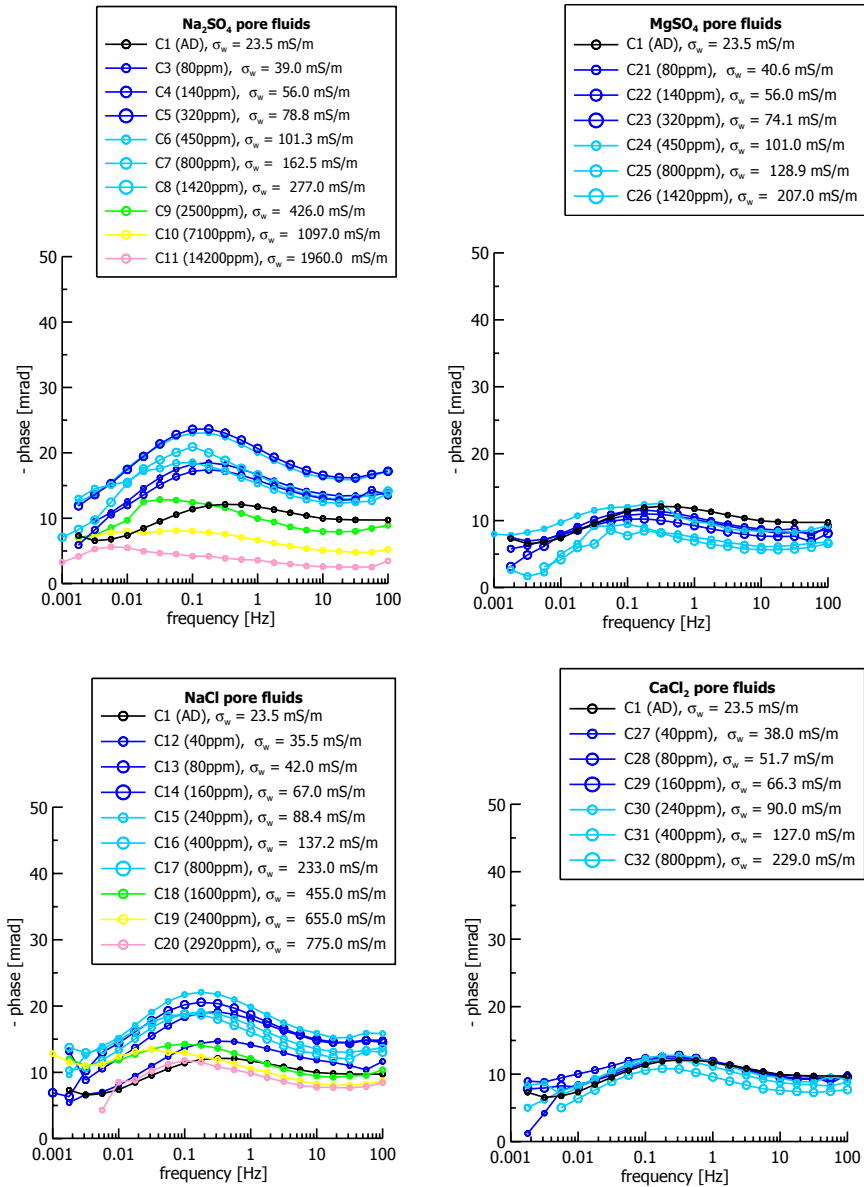 Na₂SO₄ pore fluids
C1 (AD), σw = 23.5 mS/m
C3 (80ppm), σw = 39.0 mS/m
C4 (140ppm), σw = 56.0 mS/m
C5 (320ppm), σw = 78.8 mS/m
C6 (450ppm), σw = 101.3 mS/m
C7 (800ppm), σw = 162.5 mS/m
C8 (1420ppm), σw = 277.0 mS/m
C9 (2500ppm), σw = 426.0 mS/m
C10 (7100ppm), σw = 1097.0 mS/m
C11 (14200ppm), σw = 1960.0 mS/m
50
40
30
20
10
0
- phase [mrad]
0.001 0.01 0.1 1 10 100
frequency [Hz]
MgSO₄ pore fluids
C1 (AD), σw = 23.5 mS/m
C21 (80ppm), σw = 40.6 mS/m
C22 (140ppm), σw = 56.0 mS/m
C23 (320ppm), σw = 74.1 mS/m
C24 (450ppm), σw = 101.0 mS/m
C25 (800ppm), σw = 128.9 mS/m
C26 (1420ppm), σw = 207.0 mS/m
50
40
30
20
10
0
- phase [mrad]
0.001 0.01 0.1 1 10 100
frequency [Hz]
NaCl pore fluids
C1 (AD), σw = 23.5 mS/m
C12 (40ppm), σw = 35.5 mS/m
C13 (80ppm), σw = 42.0 mS/m
C14 (160ppm), σw = 67.0 mS/m
C15 (240ppm), σw = 88.4 mS/m
C16 (400ppm), σw = 137.2 mS/m
C17 (800ppm), σw = 233.0 mS/m
C18 (1600ppm), σw = 455.0 mS/m
C19 (2400ppm), σw = 655.0 mS/m
C20 (2920ppm), σw = 775.0 mS/m
50
40
30
20
10
0
- phase [mrad]
0.001 0.01 0.1 1 10 100
frequency [Hz]
CaCl₂ pore fluids
C1 (AD), σw = 23.5 mS/m
C27 (40ppm), σw = 38.0 mS/m
C28 (80ppm), σw = 51.7 mS/m
C29 (160ppm), σw = 66.3 mS/m
C30 (240ppm), σw = 90.0 mS/m
C31 (400ppm), σw = 127.0 mS/m
C32 (800ppm), σw = 229.0 mS/m
50
40
30
20
10
0
- phase [mrad]
0.001 0.01 0.1 1 10 100
frequency [Hz]